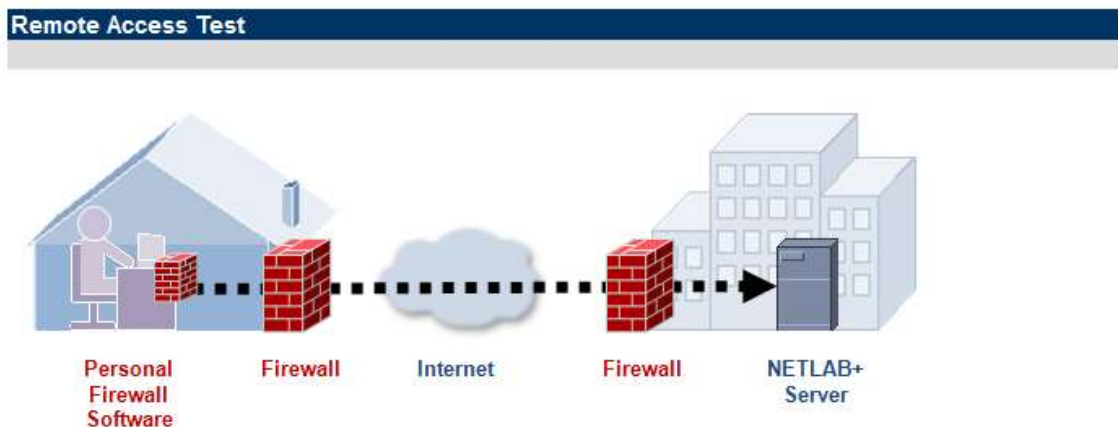 Remote Access Test
Personal
Firewall
Software
Firewall
Internet
Firewall
NETLAB+
Server